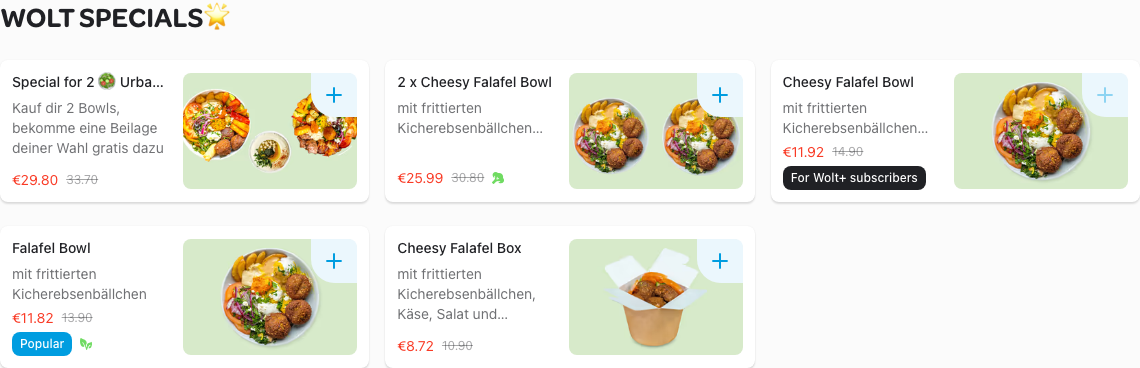 WOLT SPECIALS🌟
Special for 2 🥗 Urba...
Kauf dir 2 Bowls,
bekomme eine Beilage
deiner Wahl gratis dazu
€29.80 33.70
2 x Cheesy Falafel Bowl
mit frittierten
Kicherebsenbällchen...
€25.99 30.80
Cheesy Falafel Bowl
mit frittierten
Kicherebsenbällchen...
€11.92 14.90
For Wolt+ subscribers
Falafel Bowl
mit frittierten
Kicherebsenbällchen
€11.82 13.90
Popular
Cheesy Falafel Box
mit frittierten
Kicherebsenbällchen,
Käse, Salat und...
€8.72 10.90